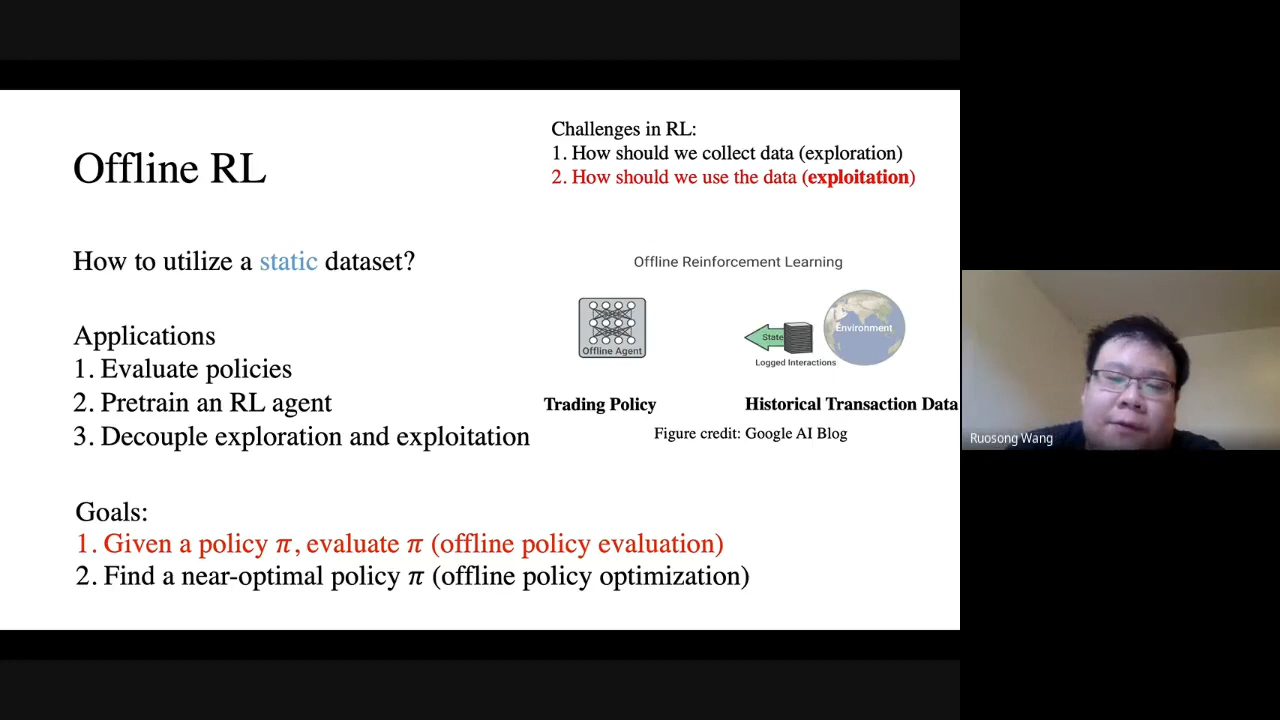 Offline RL
Challenges in RL:
1. How should we collect data (exploration)
2. How should we use the data (exploitation)
How to utilize a static dataset?
Applications
1. Evaluate policies
2. Pretrain an RL agent
3. Decouple exploration and exploitation
Offline Reinforcement Learning
Offline Agent
State
Environment
Logged Interactions
Trading Policy
Historical Transaction Data
Figure credit: Google AI Blog
Goals:
1. Given a policy π, evaluate π (offline policy evaluation)
2. Find a near-optimal policy π (offline policy optimization)
Ruosong Wang